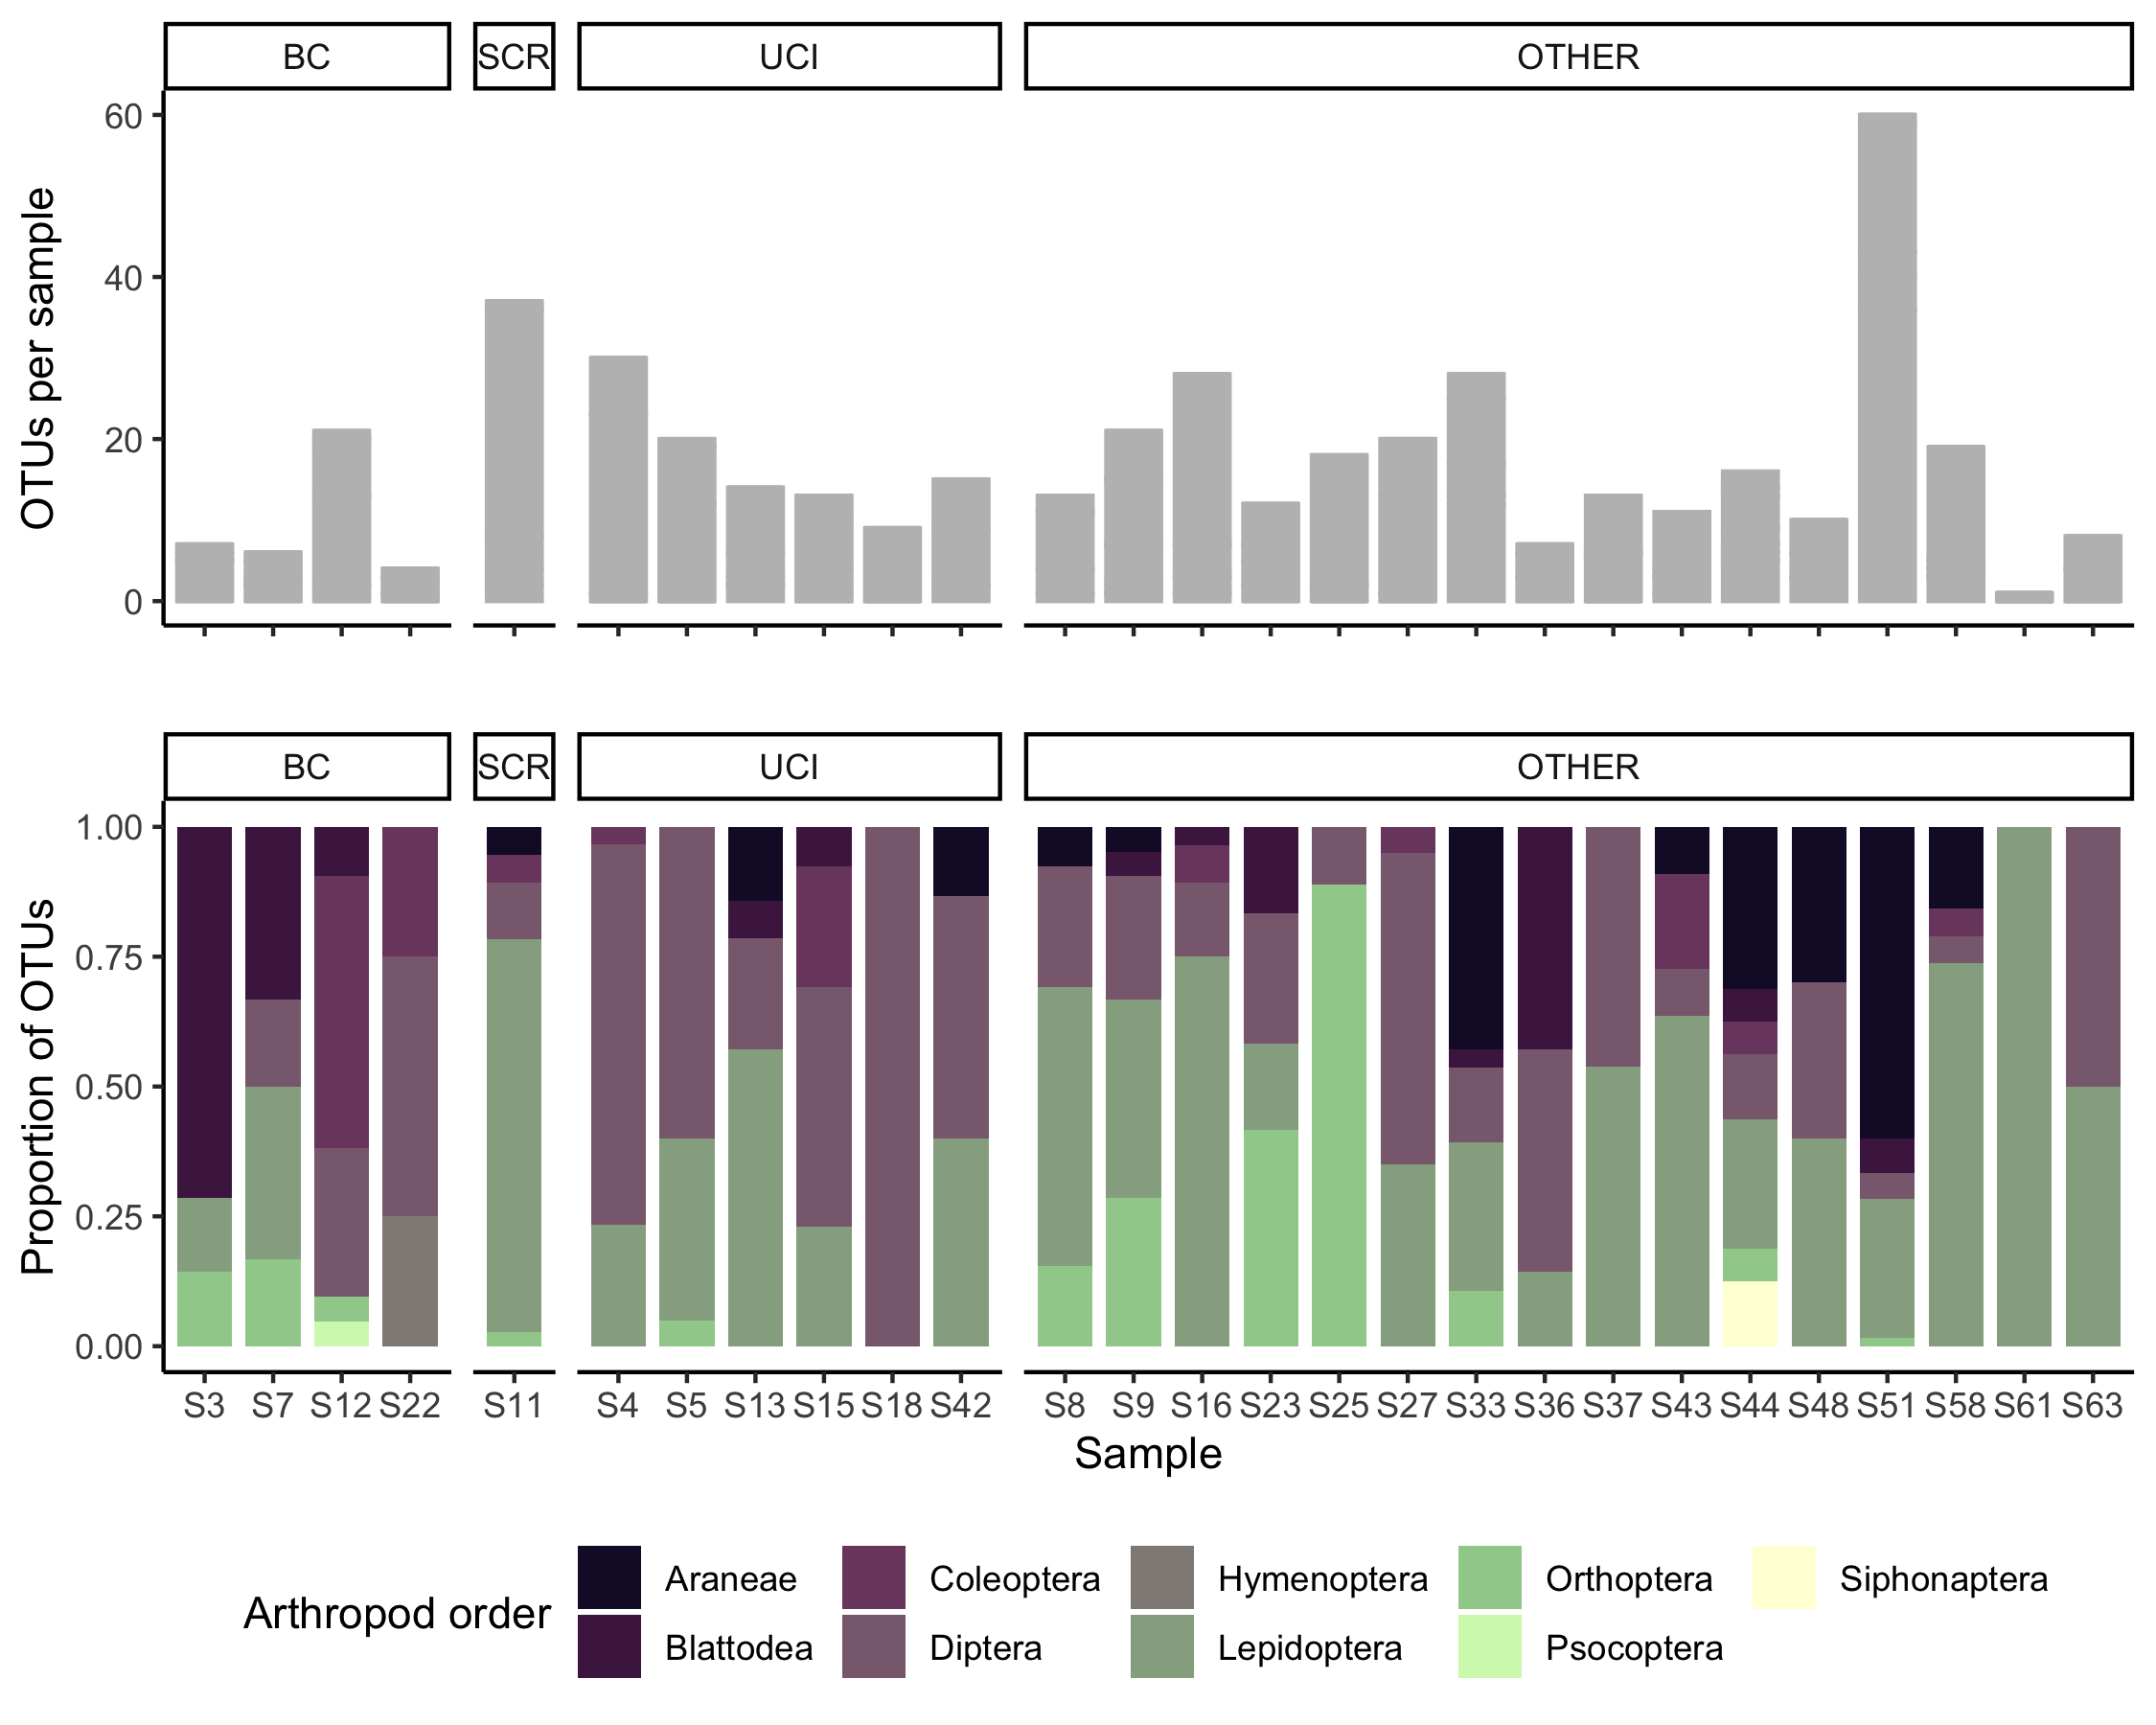 BC SCR UCI OTHER
60
40
20
0
OTUs per sample
BC SCR UCI OTHER
1.00
0.75
0.50
0.25
0.00
Proportion of OTUs
S3 S7 S12 S22 S11 S4 S5 S13 S15 S18 S42 S8 S9 S16 S23 S25 S27 S33 S36 S37 S43 S44 S48 S51 S58 S61 S63
Sample
Arthropod order
Araneae Coleoptera Hymenoptera Orthoptera Siphonaptera
Blattodea Diptera Lepidoptera Psocoptera